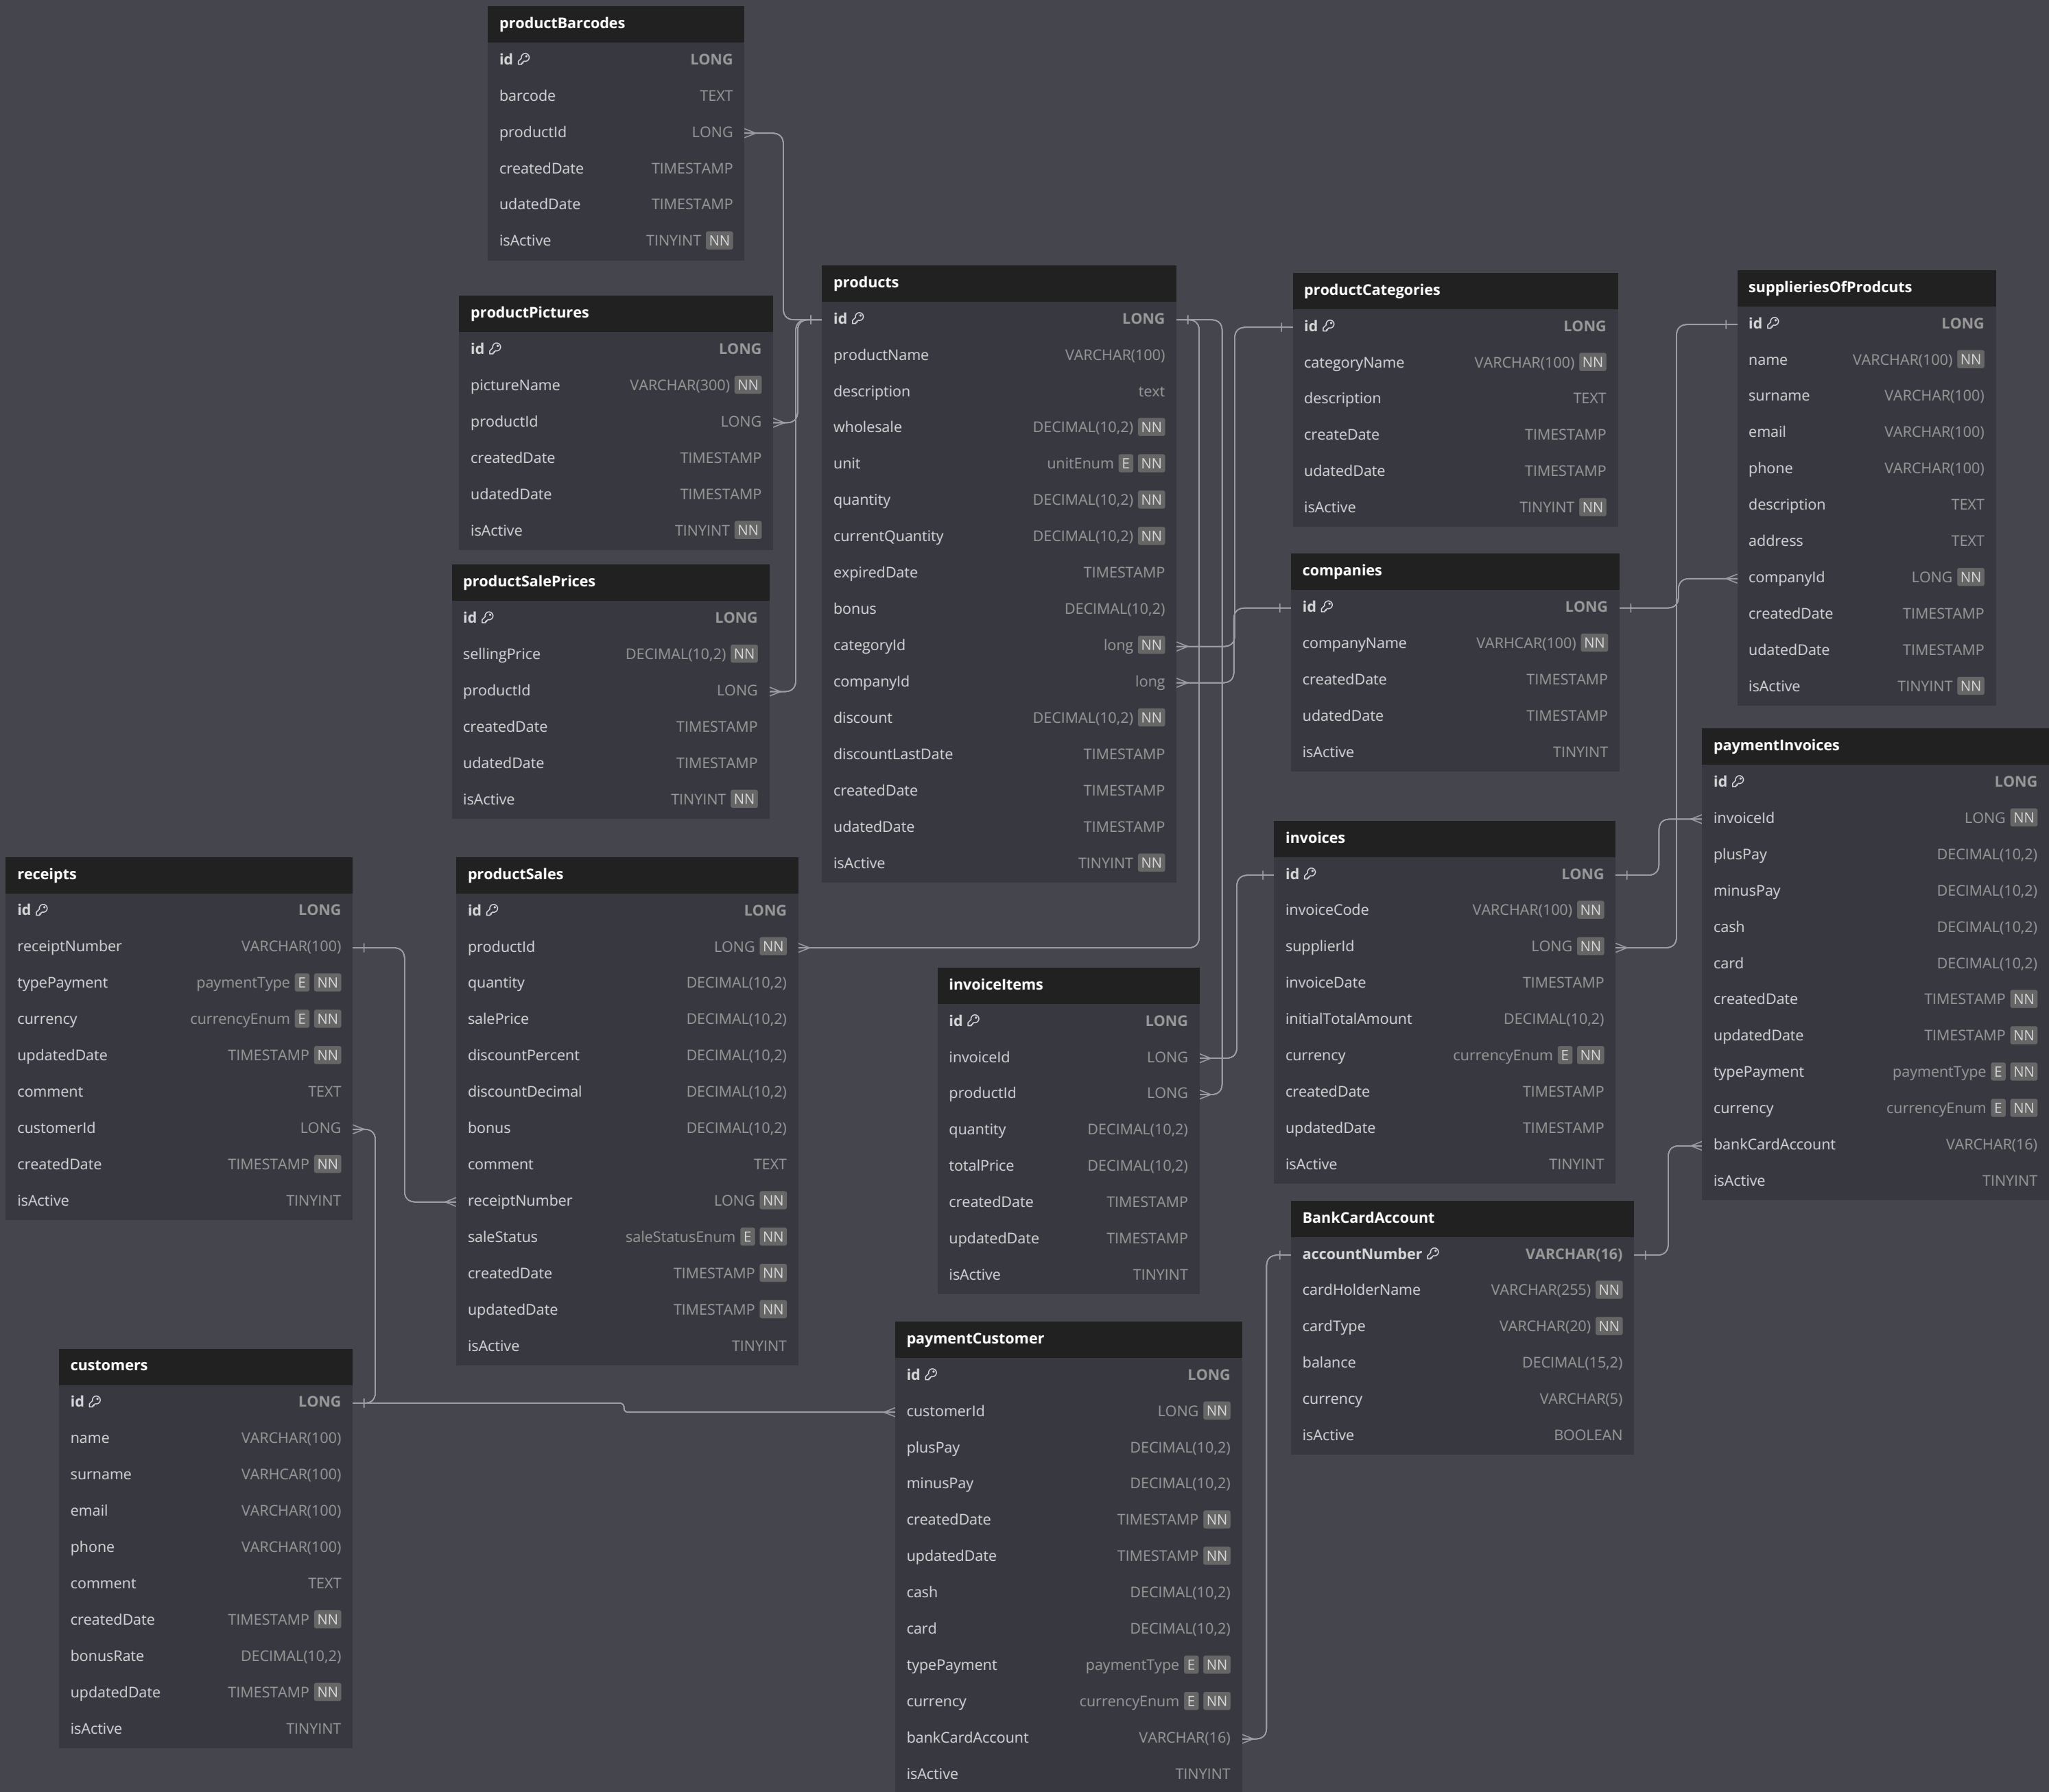 productBarcodes
id LONG
barcode TEXT
productId LONG
createdDate TIMESTAMP
udatedDate TIMESTAMP
isActive TINYINT NN
productPictures
id LONG
pictureName VARCHAR(300) NN
productId LONG
createdDate TIMESTAMP
udatedDate TIMESTAMP
isActive TINYINT NN
productSalePrices
id LONG
sellingPrice DECIMAL(10,2) NN
productId LONG
createdDate TIMESTAMP
udatedDate TIMESTAMP
isActive TINYINT NN
products
id LONG
productName VARCHAR(100)
description text
wholesale DECIMAL(10,2) NN
unit unitEnum E NN
quantity DECIMAL(10,2) NN
currentQuantity DECIMAL(10,2) NN
expiredDate TIMESTAMP
bonus DECIMAL(10,2)
categoryId long NN
companyId long
discount DECIMAL(10,2) NN
discountLastDate TIMESTAMP
createdDate TIMESTAMP
udatedDate TIMESTAMP
isActive TINYINT NN
productCategories
id LONG
categoryName VARCHAR(100) NN
description TEXT
createDate TIMESTAMP
udatedDate TIMESTAMP
isActive TINYINT NN
companies
id LONG
companyName VARHCAR(100) NN
createdDate TIMESTAMP
udatedDate TIMESTAMP
isActive TINYINT
supplieriesOfProdcuts
id LONG
name VARCHAR(100) NN
surname VARCHAR(100)
email VARCHAR(100)
phone VARCHAR(100)
description TEXT
address TEXT
companyId LONG NN
createdDate TIMESTAMP
udatedDate TIMESTAMP
isActive TINYINT NN
paymentInvoices
id LONG
invoiceId LONG NN
plusPay DECIMAL(10,2)
minusPay DECIMAL(10,2)
cash DECIMAL(10,2)
card DECIMAL(10,2)
createdDate TIMESTAMP NN
updatedDate TIMESTAMP NN
typePayment paymentType E NN
currency currencyEnum E NN
bankCardAccount VARCHAR(16)
isActive TINYINT
invoices
id LONG
invoiceCode VARCHAR(100) NN
supplierId LONG NN
invoiceDate TIMESTAMP
initialTotalAmount DECIMAL(10,2)
currency currencyEnum E NN
createdDate TIMESTAMP
updatedDate TIMESTAMP
isActive TINYINT
receipts
id LONG
receiptNumber VARCHAR(100)
typePayment paymentType E NN
currency currencyEnum E NN
updatedDate TIMESTAMP NN
comment TEXT
customerId LONG
createdDate TIMESTAMP NN
isActive TINYINT
productSales
id LONG
productId LONG NN
quantity DECIMAL(10,2)
salePrice DECIMAL(10,2)
discountPercent DECIMAL(10,2)
discountDecimal DECIMAL(10,2)
bonus DECIMAL(10,2)
comment TEXT
receiptNumber LONG NN
saleStatus saleStatusEnum E NN
createdDate TIMESTAMP NN
updatedDate TIMESTAMP NN
isActive TINYINT
invoiceItems
id LONG
invoiceId LONG
productId LONG
quantity DECIMAL(10,2)
totalPrice DECIMAL(10,2)
createdDate TIMESTAMP
updatedDate TIMESTAMP
isActive TINYINT
BankCardAccount
accountNumber VARCHAR(16)
cardHolderName VARCHAR(255) NN
cardType VARCHAR(20) NN
balance DECIMAL(15,2)
currency VARCHAR(5)
isActive BOOLEAN
customers
id LONG
name VARCHAR(100)
surname VARHCAR(100)
email VARCHAR(100)
phone VARCHAR(100)
comment TEXT
createdDate TIMESTAMP NN
bonusRate DECIMAL(10,2)
updatedDate TIMESTAMP NN
isActive TINYINT
paymentCustomer
id LONG
customerId LONG NN
plusPay DECIMAL(10,2)
minusPay DECIMAL(10,2)
createdDate TIMESTAMP NN
updatedDate TIMESTAMP NN
cash DECIMAL(10,2)
card DECIMAL(10,2)
typePayment paymentType E NN
currency currencyEnum E NN
bankCardAccount VARCHAR(16)
isActive TINYINT